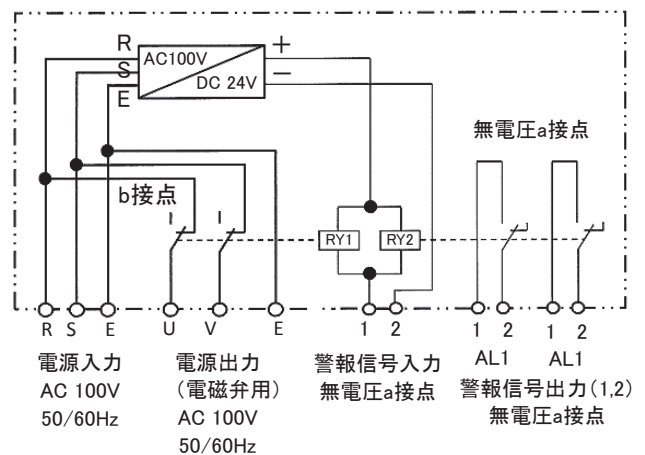 R
S
E
AC100V
DC 24V
+
−
無電圧a接点
b接点
RY1
RY2
R S E U V E 1 2 1 2 1 2
AL1 AL1
電源入力
AC 100V
50/60Hz
電源出力
(電磁弁用)
AC 100V
50/60Hz
警報信号入力
無電圧a接点
警報信号出力(1,2)
無電圧a接点